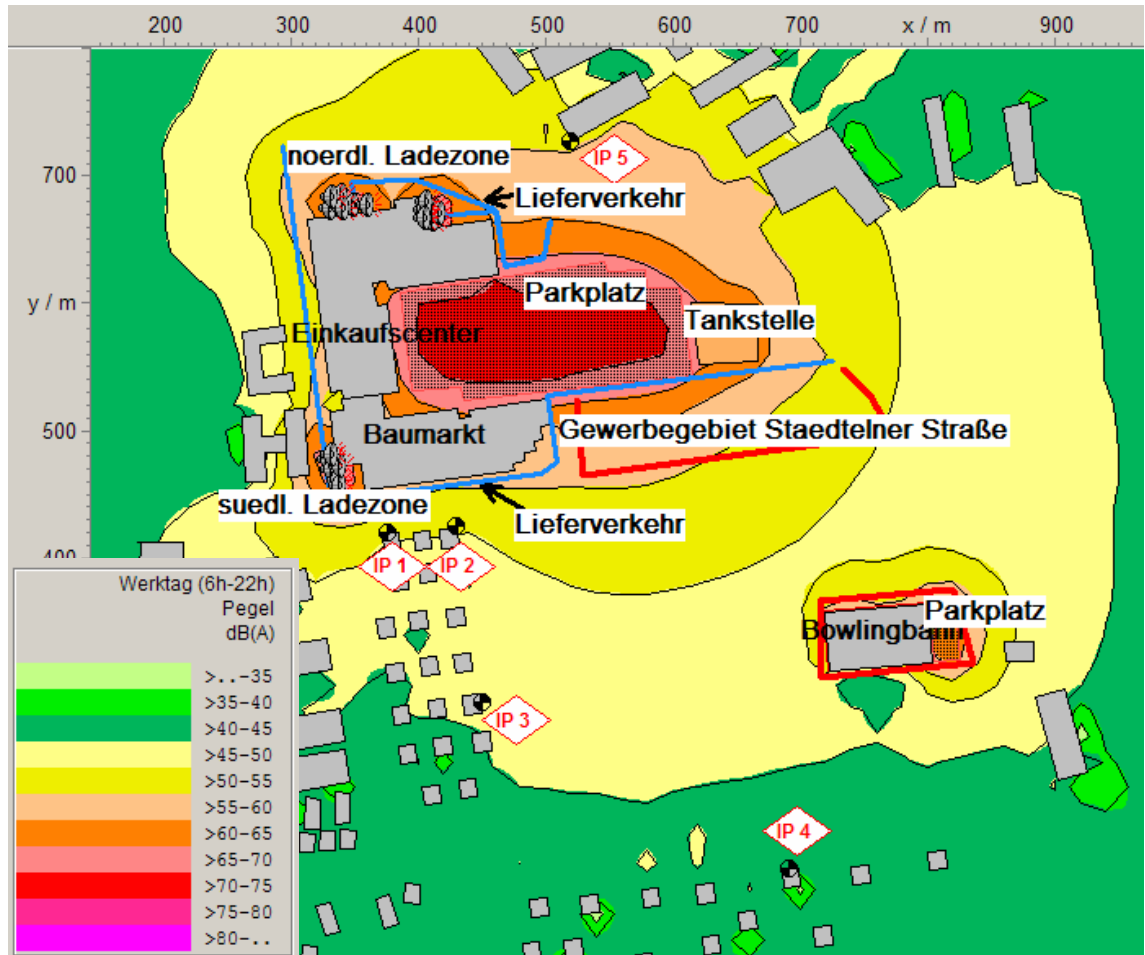 200 300 400 500 600 700 x / m 900
noerdl. Ladezone
IP 5
700
Lieferverkehr
y / m
Parkplatz
Tankstelle
Einkaufscenter
500
Baumarkt
Gewerbegebiet Staedtelner Straße
suedl. Ladezone
Lieferverkehr
400
IP 1
IP 2
Parkplatz
Bowlingbahn
IP 3
IP 4
Werktag (6h-22h)
Pegel
dB(A)
>..-35
>35-40
>40-45
>45-50
>50-55
>55-60
>60-65
>65-70
>70-75
>75-80
>80-..